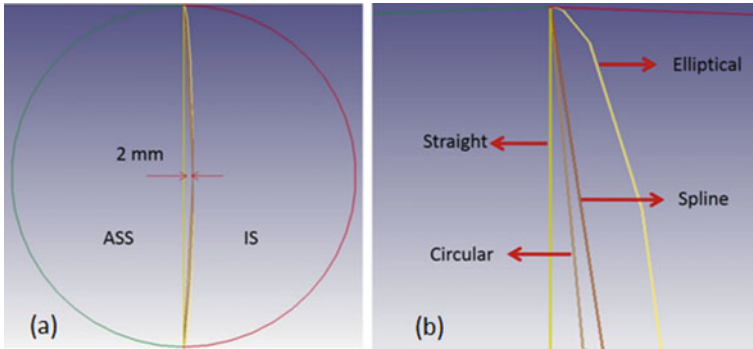 2 mm
ASS
IS
(a)
Elliptical
Straight
Spline
Circular
(b)